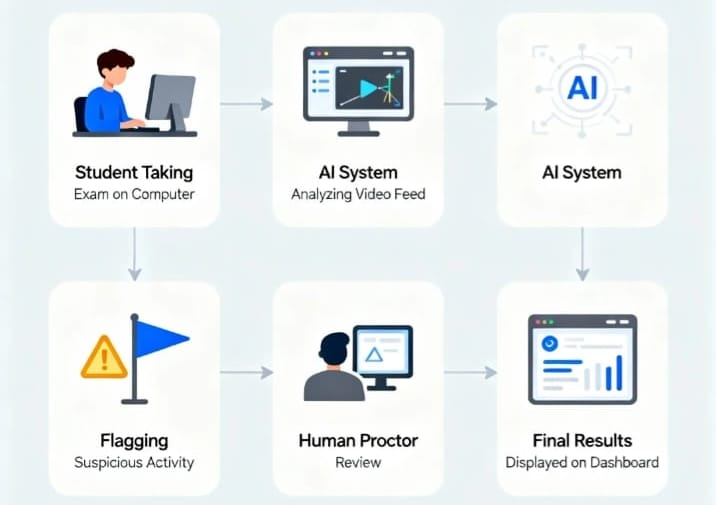 Student Taking
Exam on Computer
AI System
Analyzing Video Feed
AI
AI System
Flagging
Suspicious Activity
Human Proctor
Review
Final Results
Displayed on Dashboard